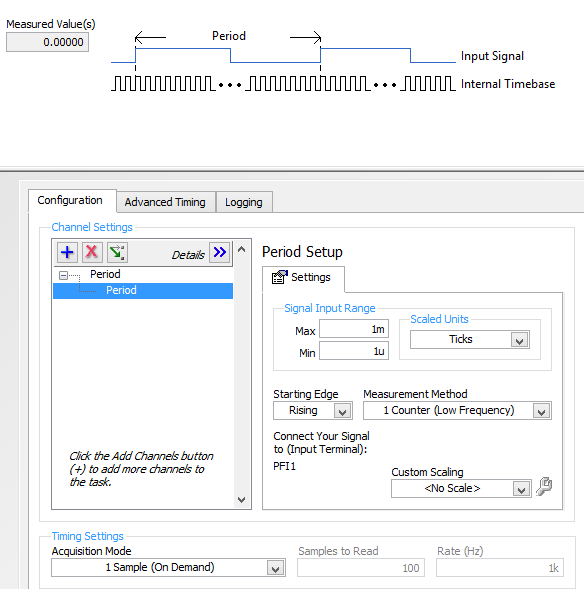 Measured Value(s)
0.00000
Period
Input Signal
Internal Timebase
Configuration
Advanced Timing
Logging
Channel Settings
Details
Period
Period
Click the Add Channels button
(+) to add more channels to
the task.
Period Setup
Settings
Signal Input Range
Max 1m
Min 1u
Scaled Units
Ticks
Starting Edge
Rising
Measurement Method
1 Counter (Low Frequency)
Connect Your Signal
to (Input Terminal):
PFI1
Custom Scaling
<No Scale>
Timing Settings
Acquisition Mode
1 Sample (On Demand)
Samples to Read
100
Rate (Hz)
1k